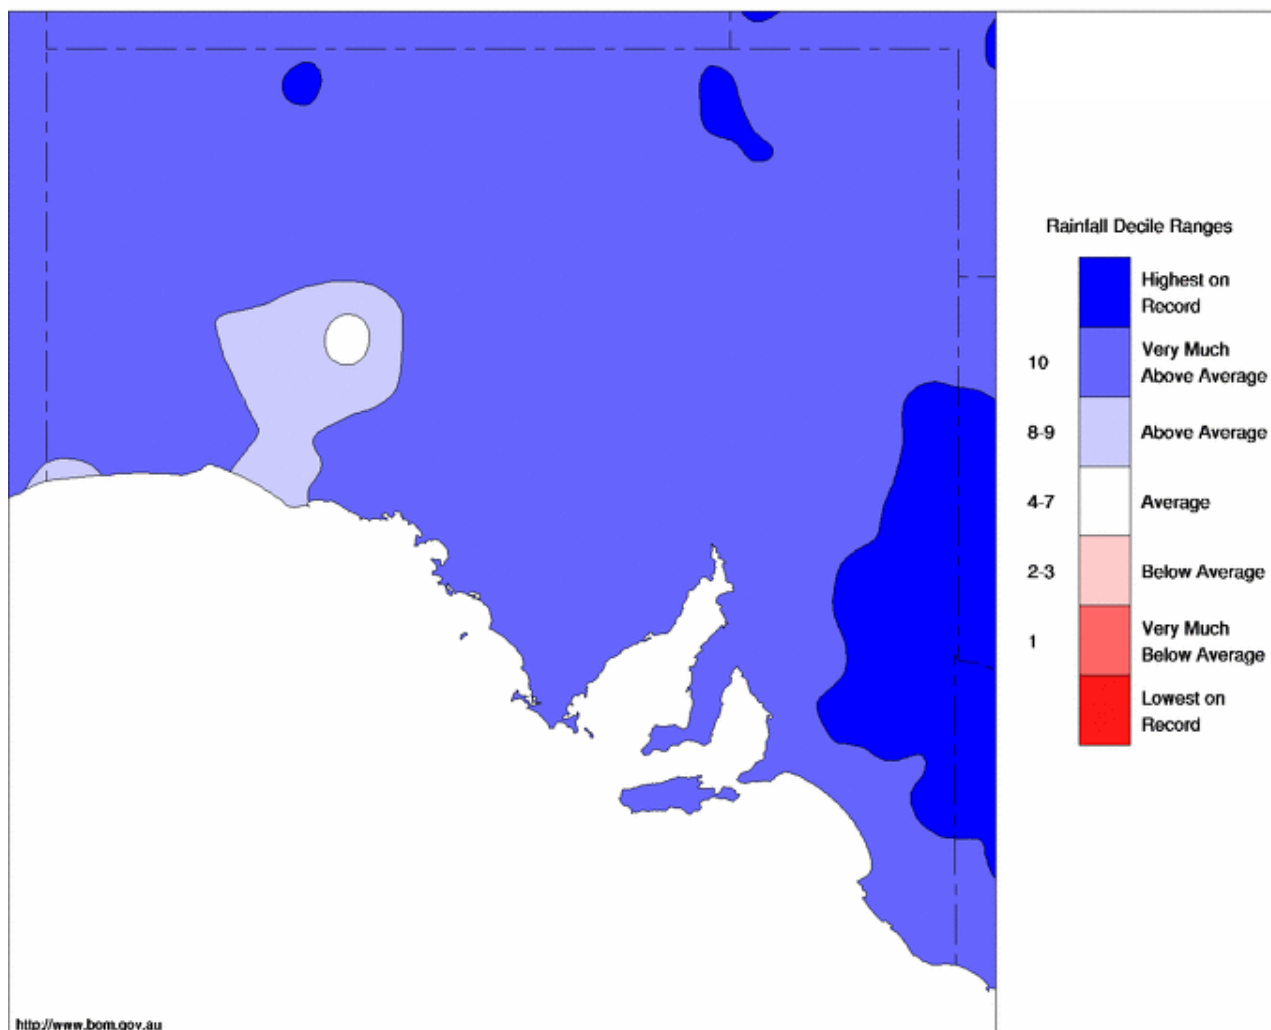 Rainfall Decile Ranges
Highest on
Record
10
Very Much
Above Average
8-9
Above Average
4-7
Average
2-3
Below Average
1
Very Much
Below Average
Lowest on
Record
http://www.bom.gov.au